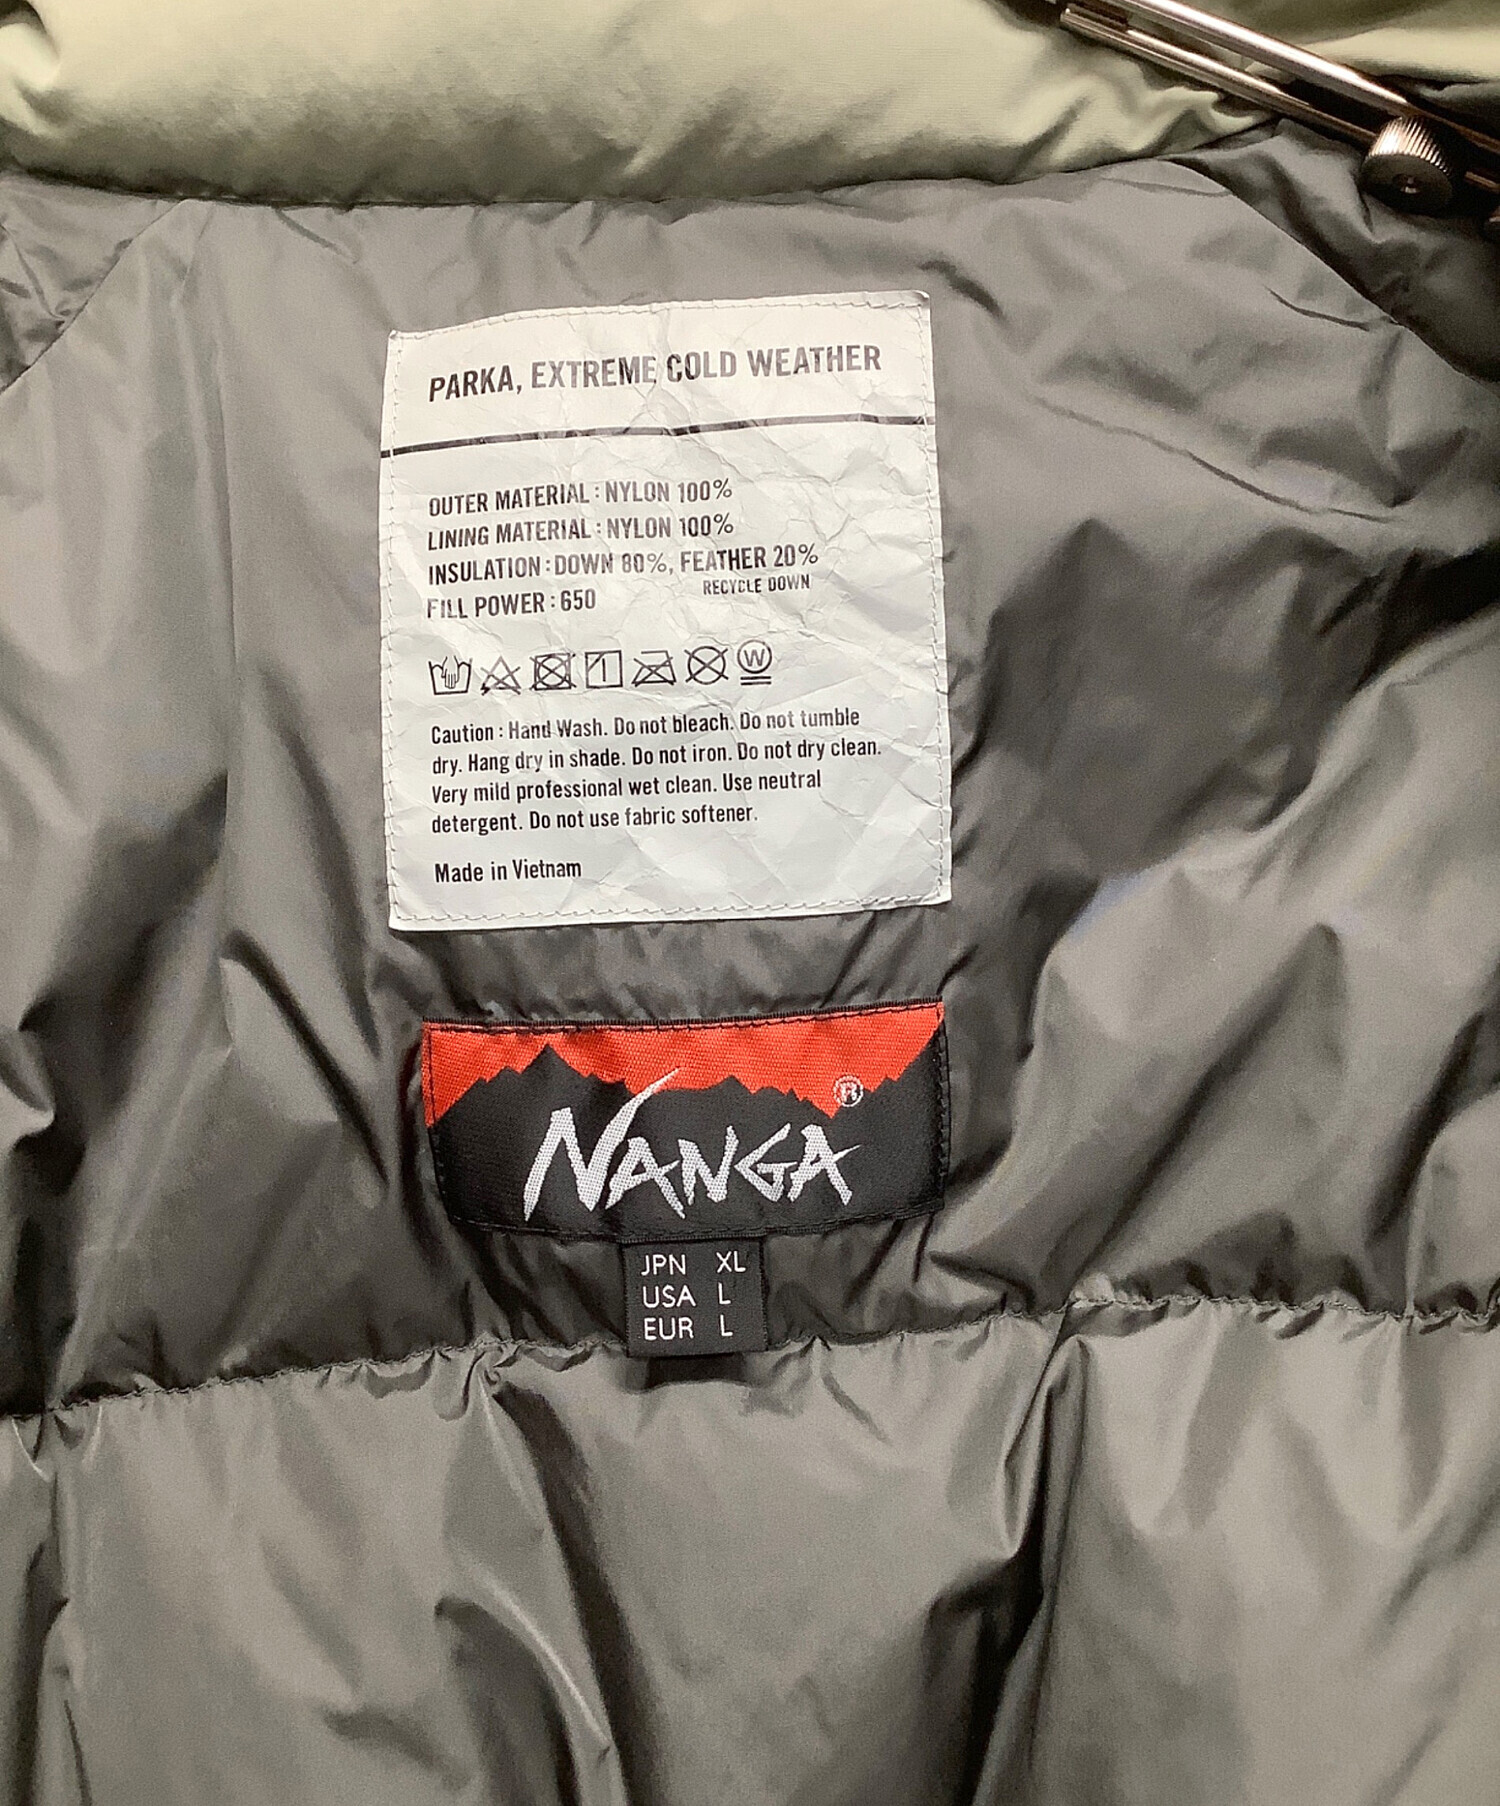 PARKA, EXTREME COLD WEATHER
OUTER MATERIAL : NYLON 100%
LINING MATERIAL : NYLON 100%
INSULATION : DOWN 80%, FEATHER 20%
RECYCLE DOWN
FILL POWER : 650
W
Caution : Hand Wash. Do not bleach. Do not tumble
dry. Hang dry in shade. Do not iron. Do not dry clean.
Very mild professional wet clean. Use neutral
detergent. Do not use fabric softener.
Made in Vietnam
NANGA®
JPN XL
USA L
EUR L